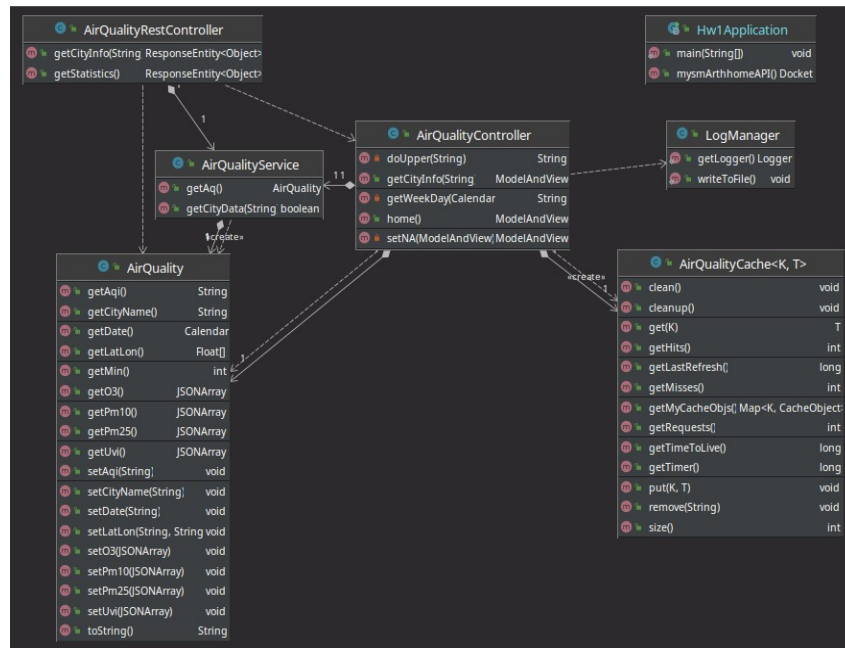 AirQualityRestController
getCityInfo(String ResponseEntity<Object>
getStatistics() ResponseEntity<Object>
Hw1Application
main(String[]) void
mysmArthhomeAPI() Docket
1
AirQualityController
doUpper(String) String
getCityInfo(String) ModelAndView
getWeekDay(Calendar String
home() ModelAndView
setNA(ModelAndView) ModelAndView
LogManager
getLogger() Logger
writeToFile() void
AirQualityService
getAq() AirQuality
getCityData(String) boolean
1 1
«create»
AirQuality
getAqi() String
getCityName() String
getDate() Calendar
getLatLon() Float[]
getMin() int
getO3() JSONArray
getPm10() JSONArray
getPm25() JSONArray
getUvi() JSONArray
setAqi(String) void
setCityName(String) void
setDate(String) void
setLatLon(String, String void
setO3(JSONArray) void
setPm10(JSONArray) void
setPm25(JSONArray) void
setUvi(JSONArray) void
toString() String
1
«create»
1
AirQualityCache<K, T>
clean() void
cleanup() void
get(K) T
getHits() int
getLastRefresh() long
getMisses() int
getMyCacheObjs() Map<K, CacheObject>
getRequests() int
getTimeToLive() long
getTimer() long
put(K, T) void
remove(String) void
size() int